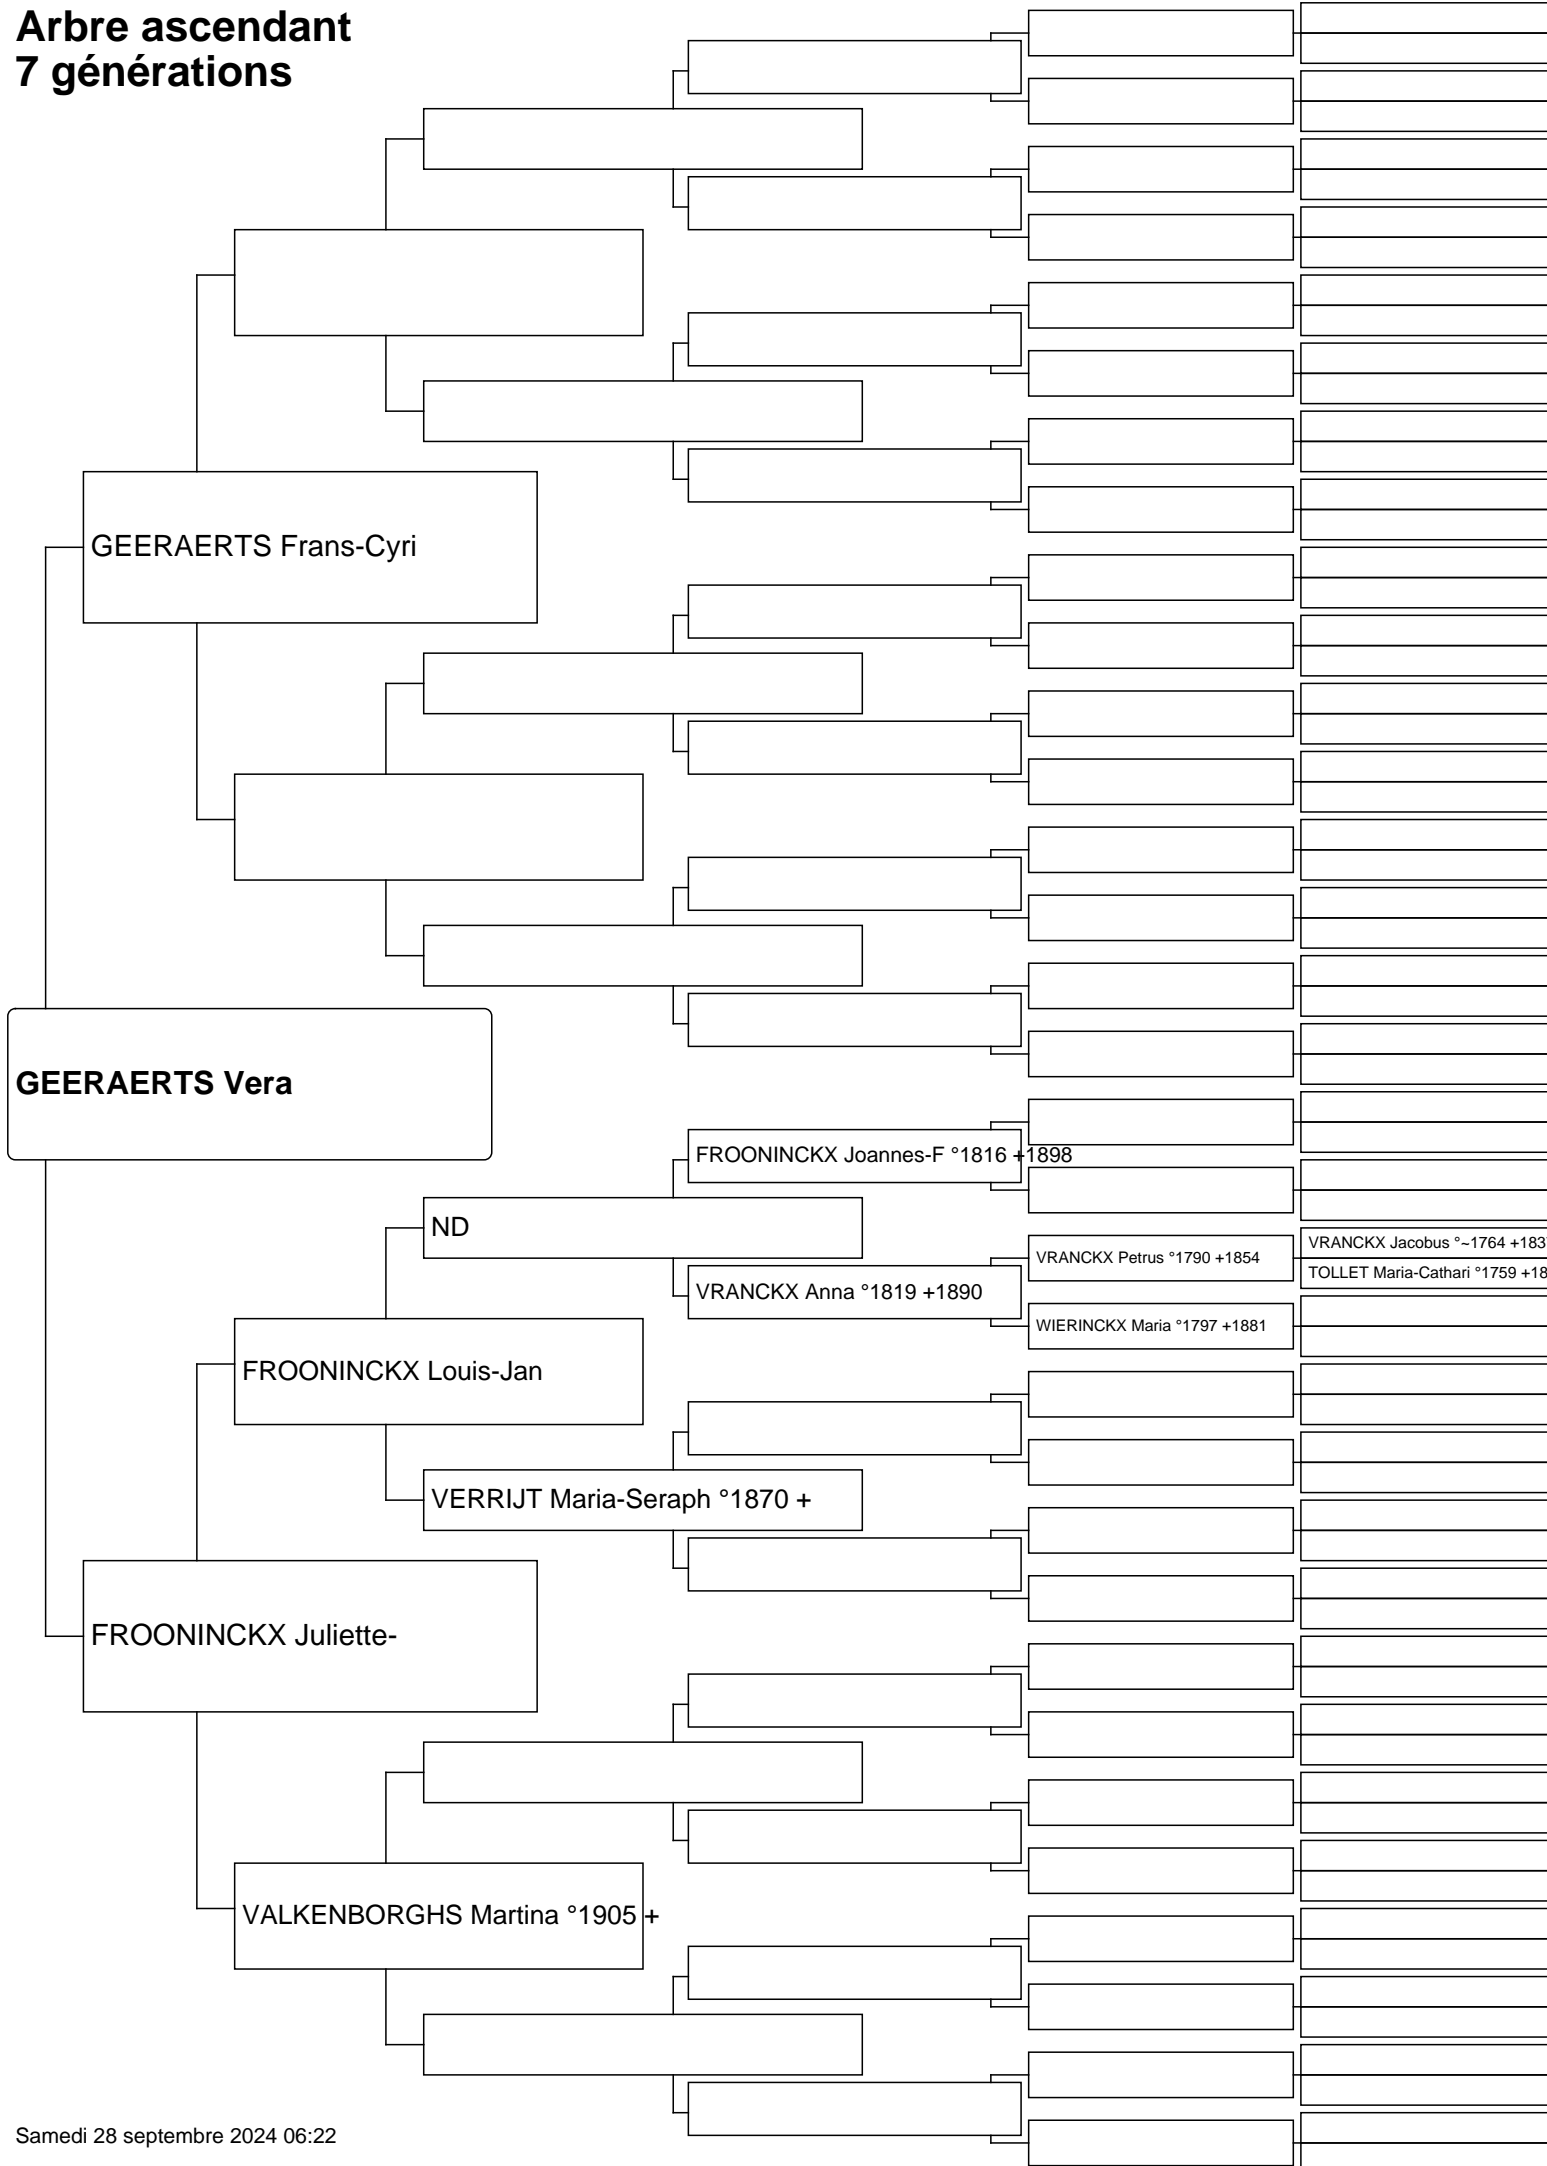 Arbre ascendant
7 générations
GEERAERTS Frans-Cyri
GEERAERTS Vera
FROONINCKX Joannes-F °1816 +1898
ND
VRANCKX Jacobus °~1764 +183
VRANCKX Petrus °1790 +1854
TOLLET Maria-Cathari °1759 +18
VRANCKX Anna °1819 +1890
WIERINCKX Maria °1797 +1881
FROONINCKX Louis-Jan
VERRIJT Maria-Seraph °1870 +
FROONINCKX Juliette-
VALKENBORGHS Martina °1905 +
Samedi 28 septembre 2024 06:22